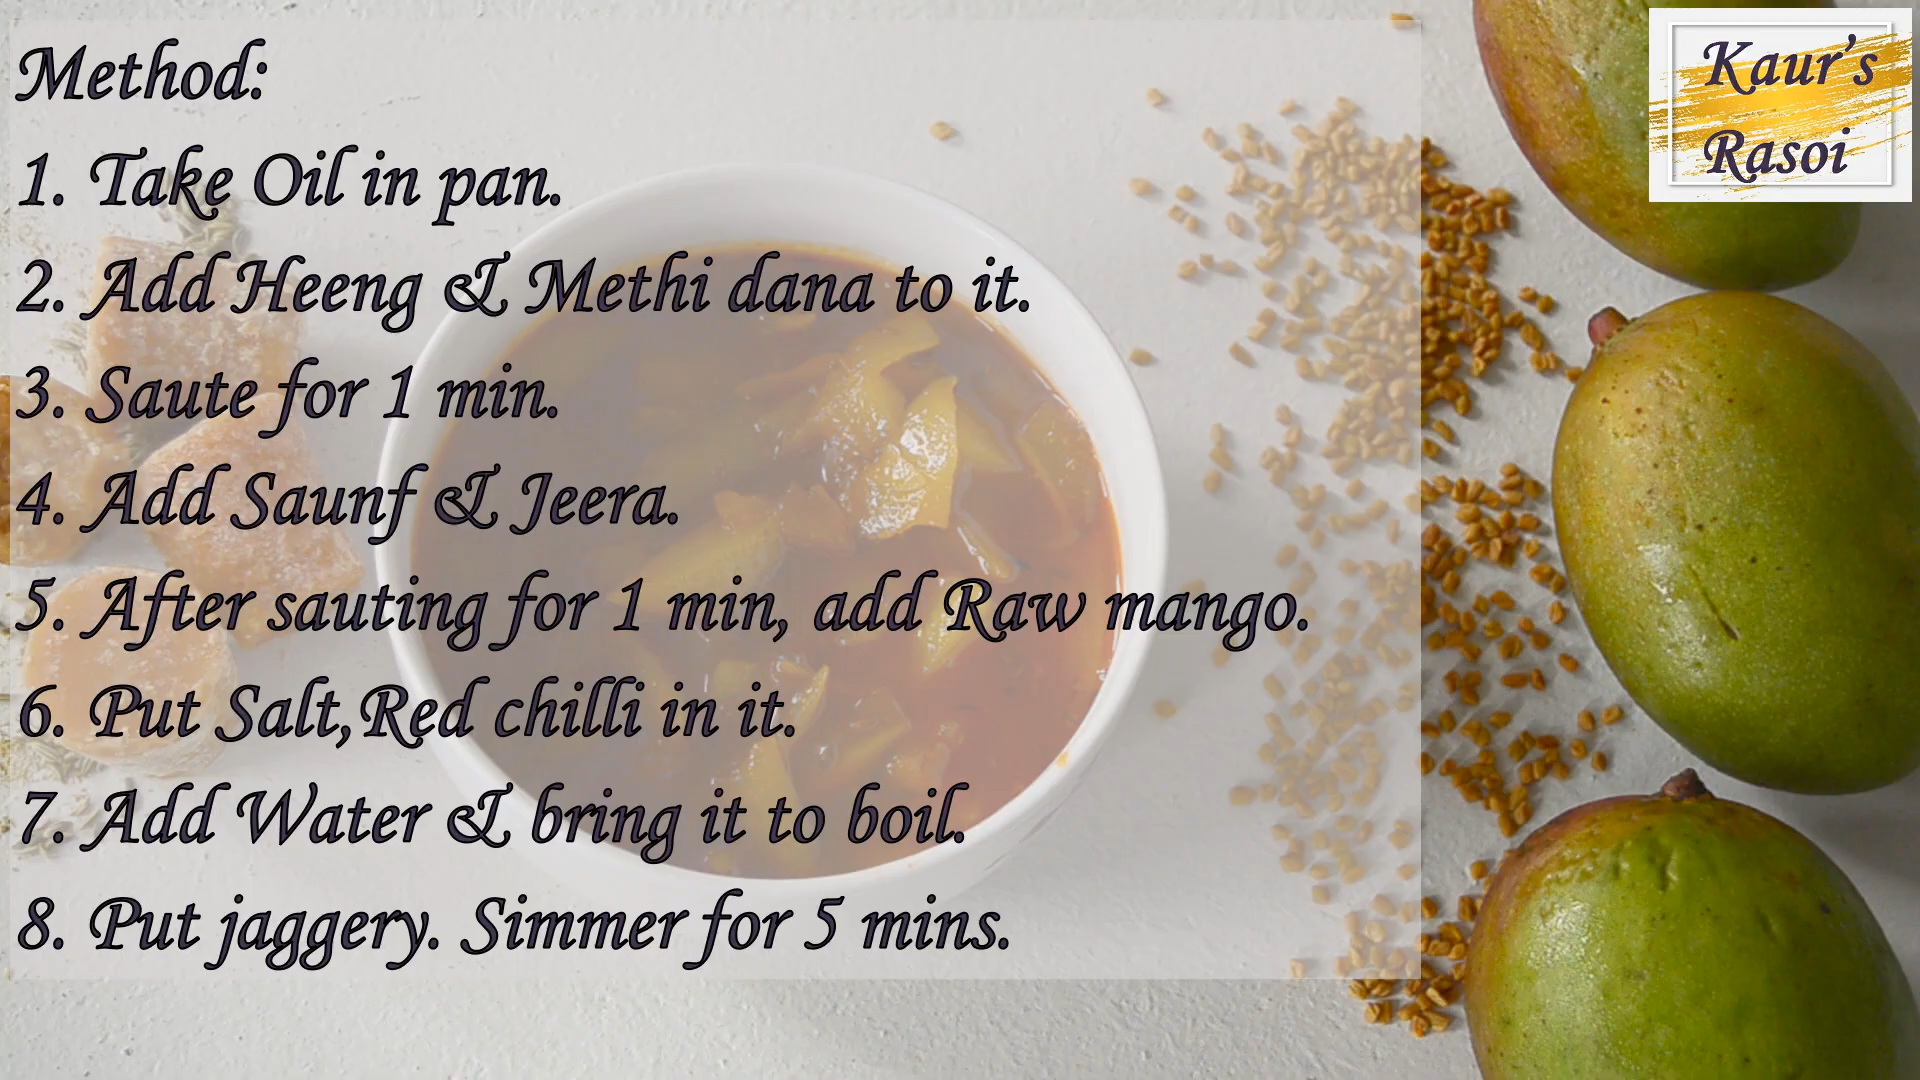 Method:
1. Take Oil in pan.
2. Add Heeng & Methi dana to it.
3. Saute for 1 min.
4. Add Saunf & Jeera.
5. After sauting for 1 min, add Raw mango.
6. Put Salt,Red chilli in it.
7. Add Water & bring it to boil.
8. Put jaggery. Simmer for 5 mins.
Kaur's
Rasoi